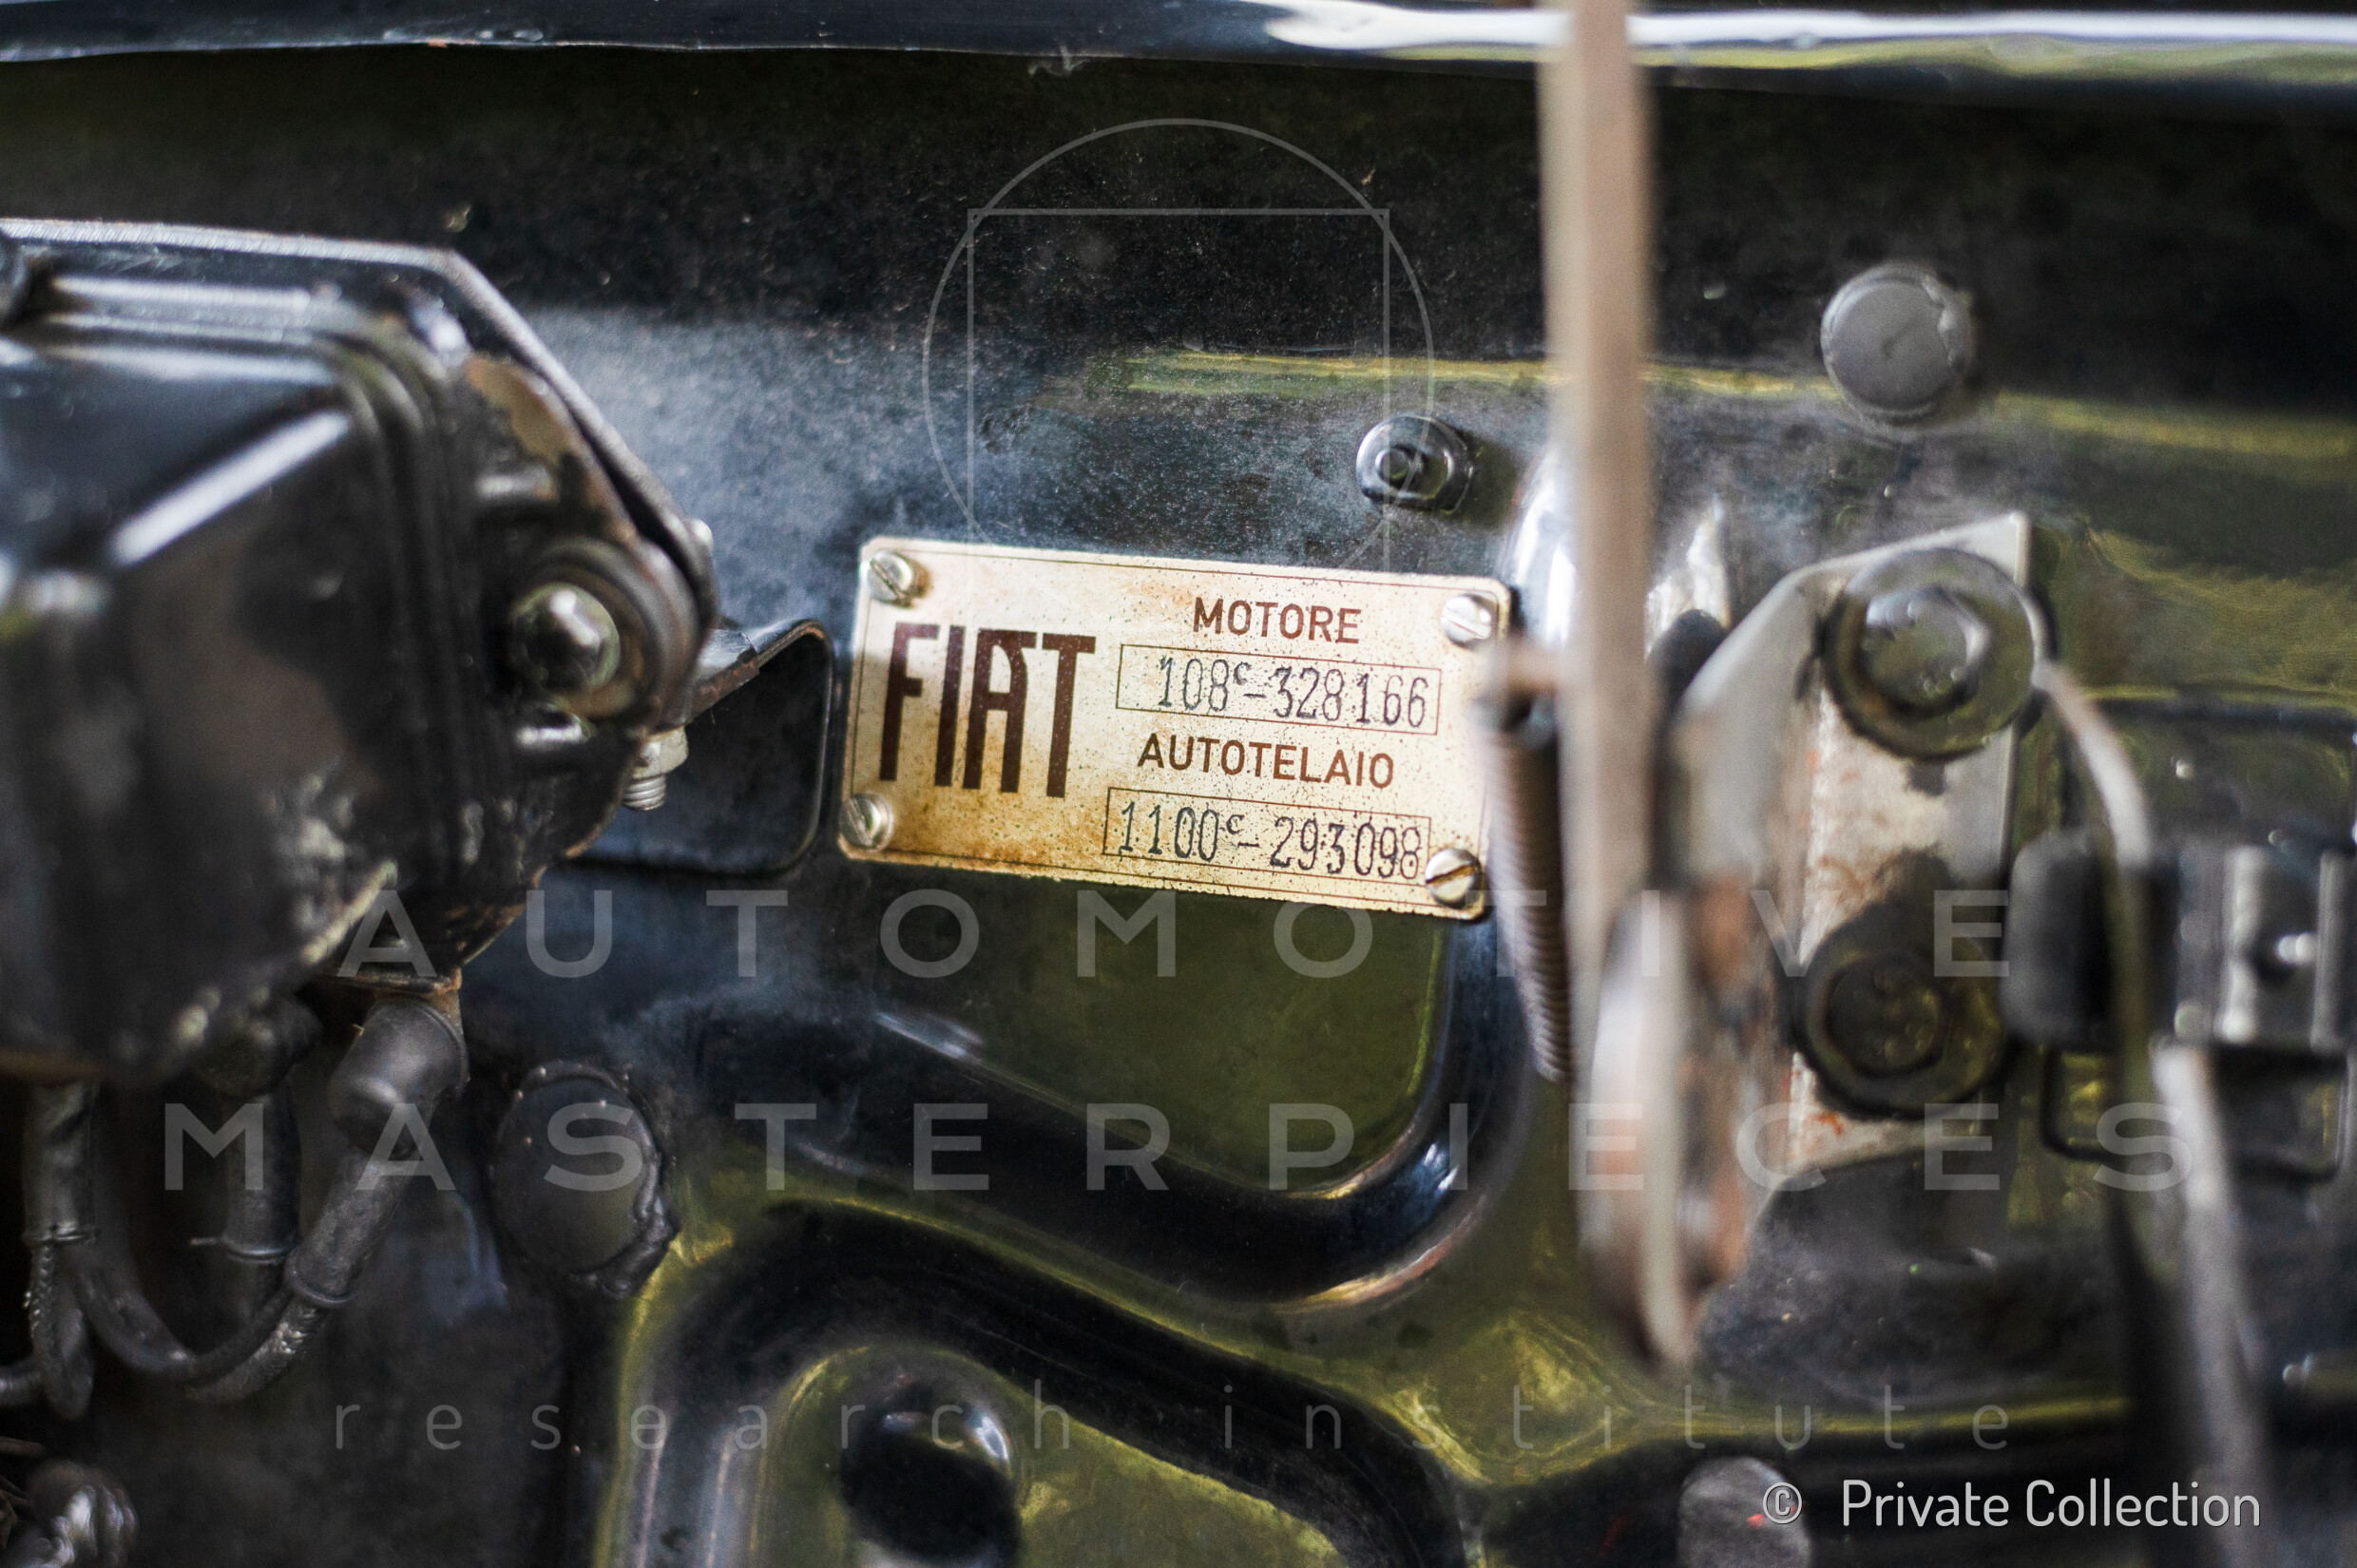 FIAT
MOTORE
108ᶜ-328166
AUTOTELAIO
1100ᶜ-293098
AUTOMOTIVE
MASTERPIECES
research institute
© Private Collection